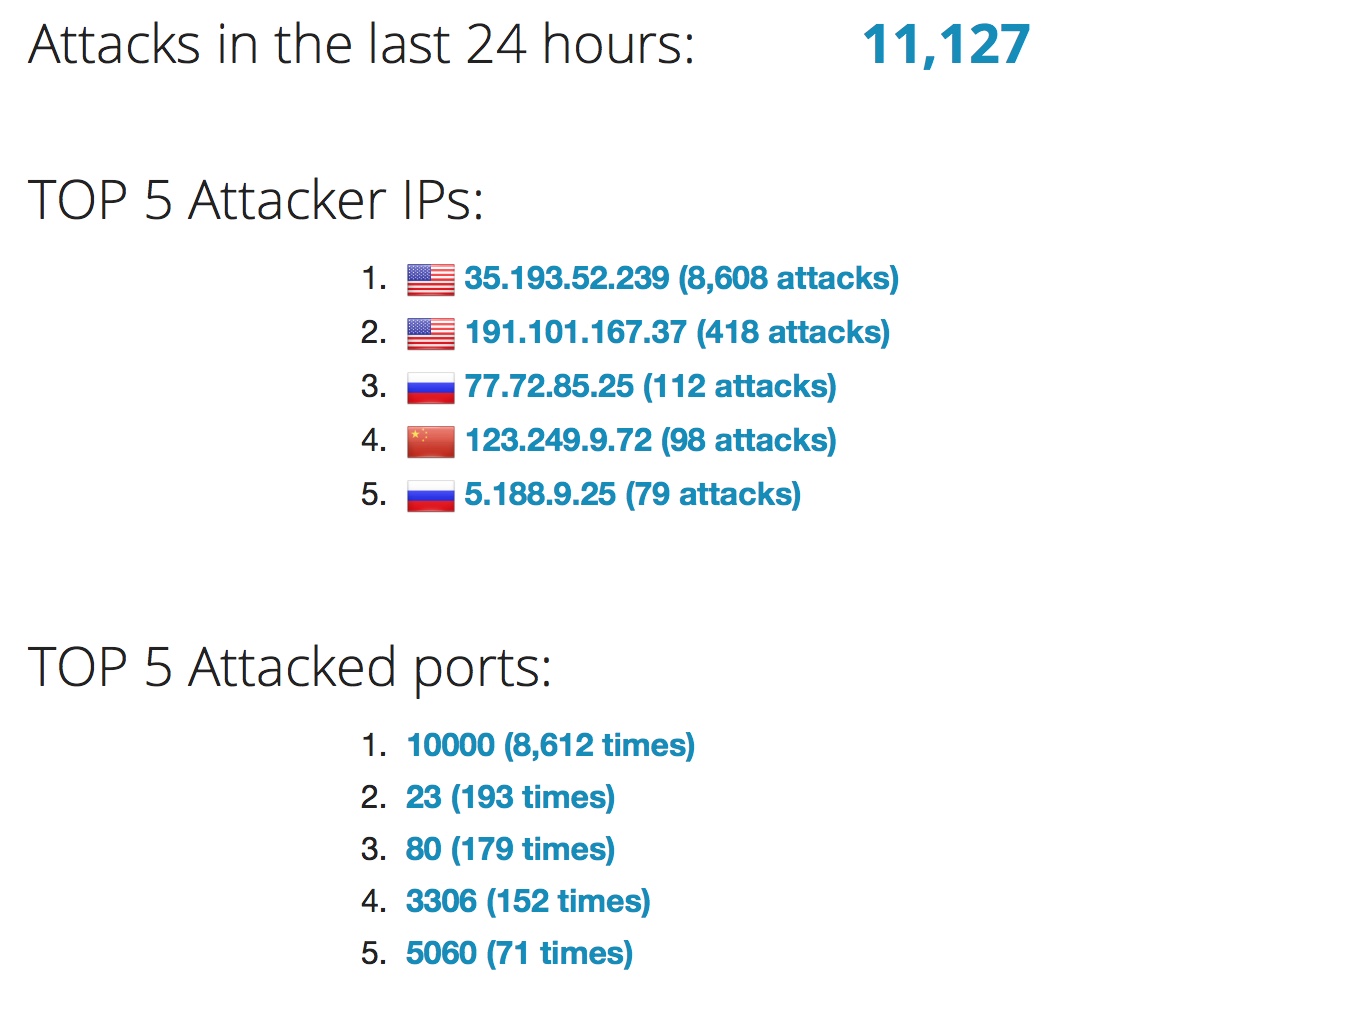 Attacks in the last 24 hours: 11,127
TOP 5 Attacker IPs:
1. 35.193.52.239 (8,608 attacks)
2. 191.101.167.37 (418 attacks)
3. 77.72.85.25 (112 attacks)
4. 123.249.9.72 (98 attacks)
5. 5.188.9.25 (79 attacks)
TOP 5 Attacked ports:
1. 10000 (8,612 times)
2. 23 (193 times)
3. 80 (179 times)
4. 3306 (152 times)
5. 5060 (71 times)